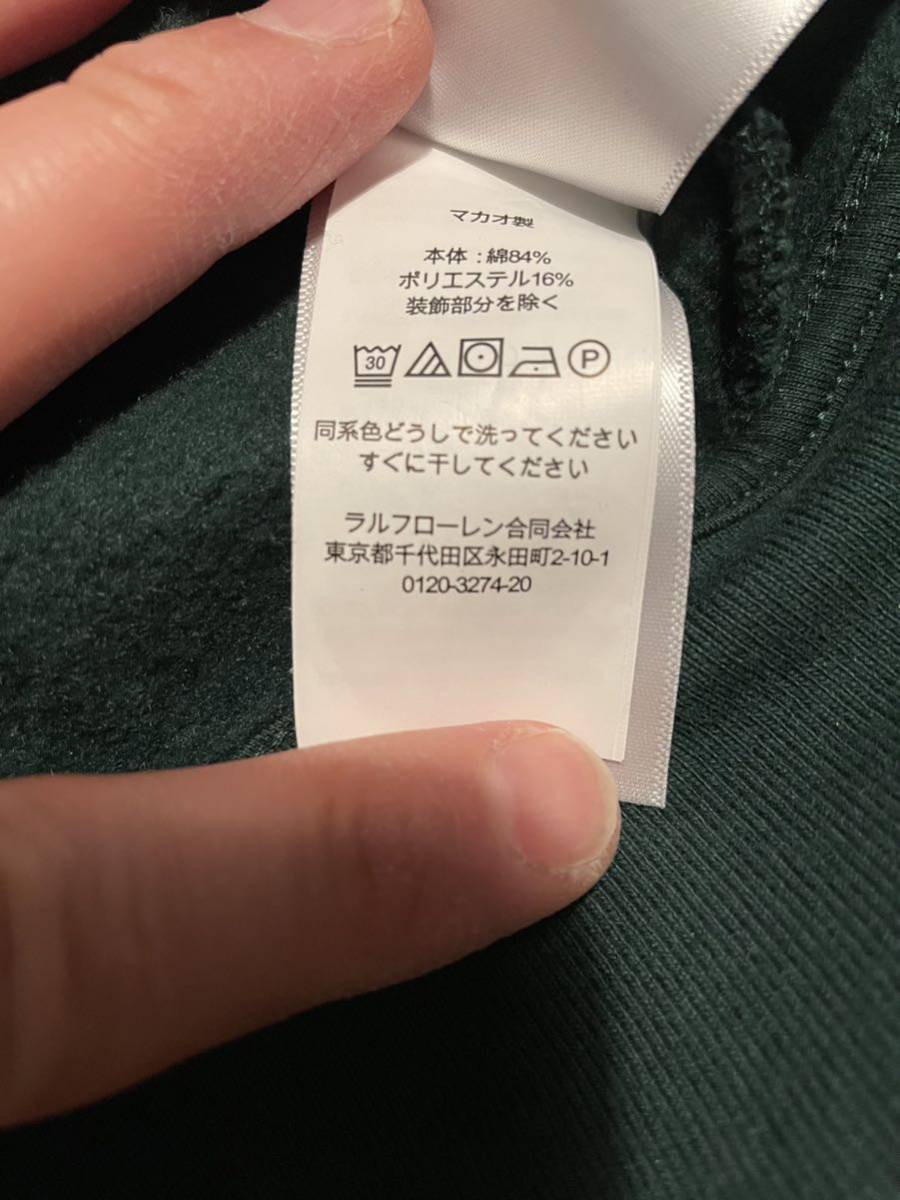 マカオ製
本体 : 綿84%
ポリエステル16%
装飾部分を除く
30 P
同系色どうしで洗ってください
すぐに干してください
ラルフローレン合同会社
東京都千代田区永田町2-10-1
0120-3274-20